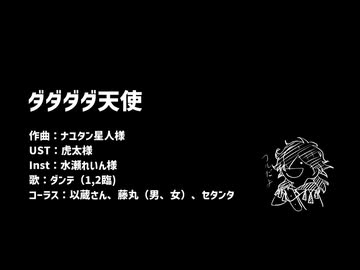 ダダダダ天使
作曲：ナユタン星人様
UST：虎太様
Inst：水瀬れいん様
歌：ダンテ（1,2臨）
コーラス：以蔵さん、藤丸（男、女）、セタンタ